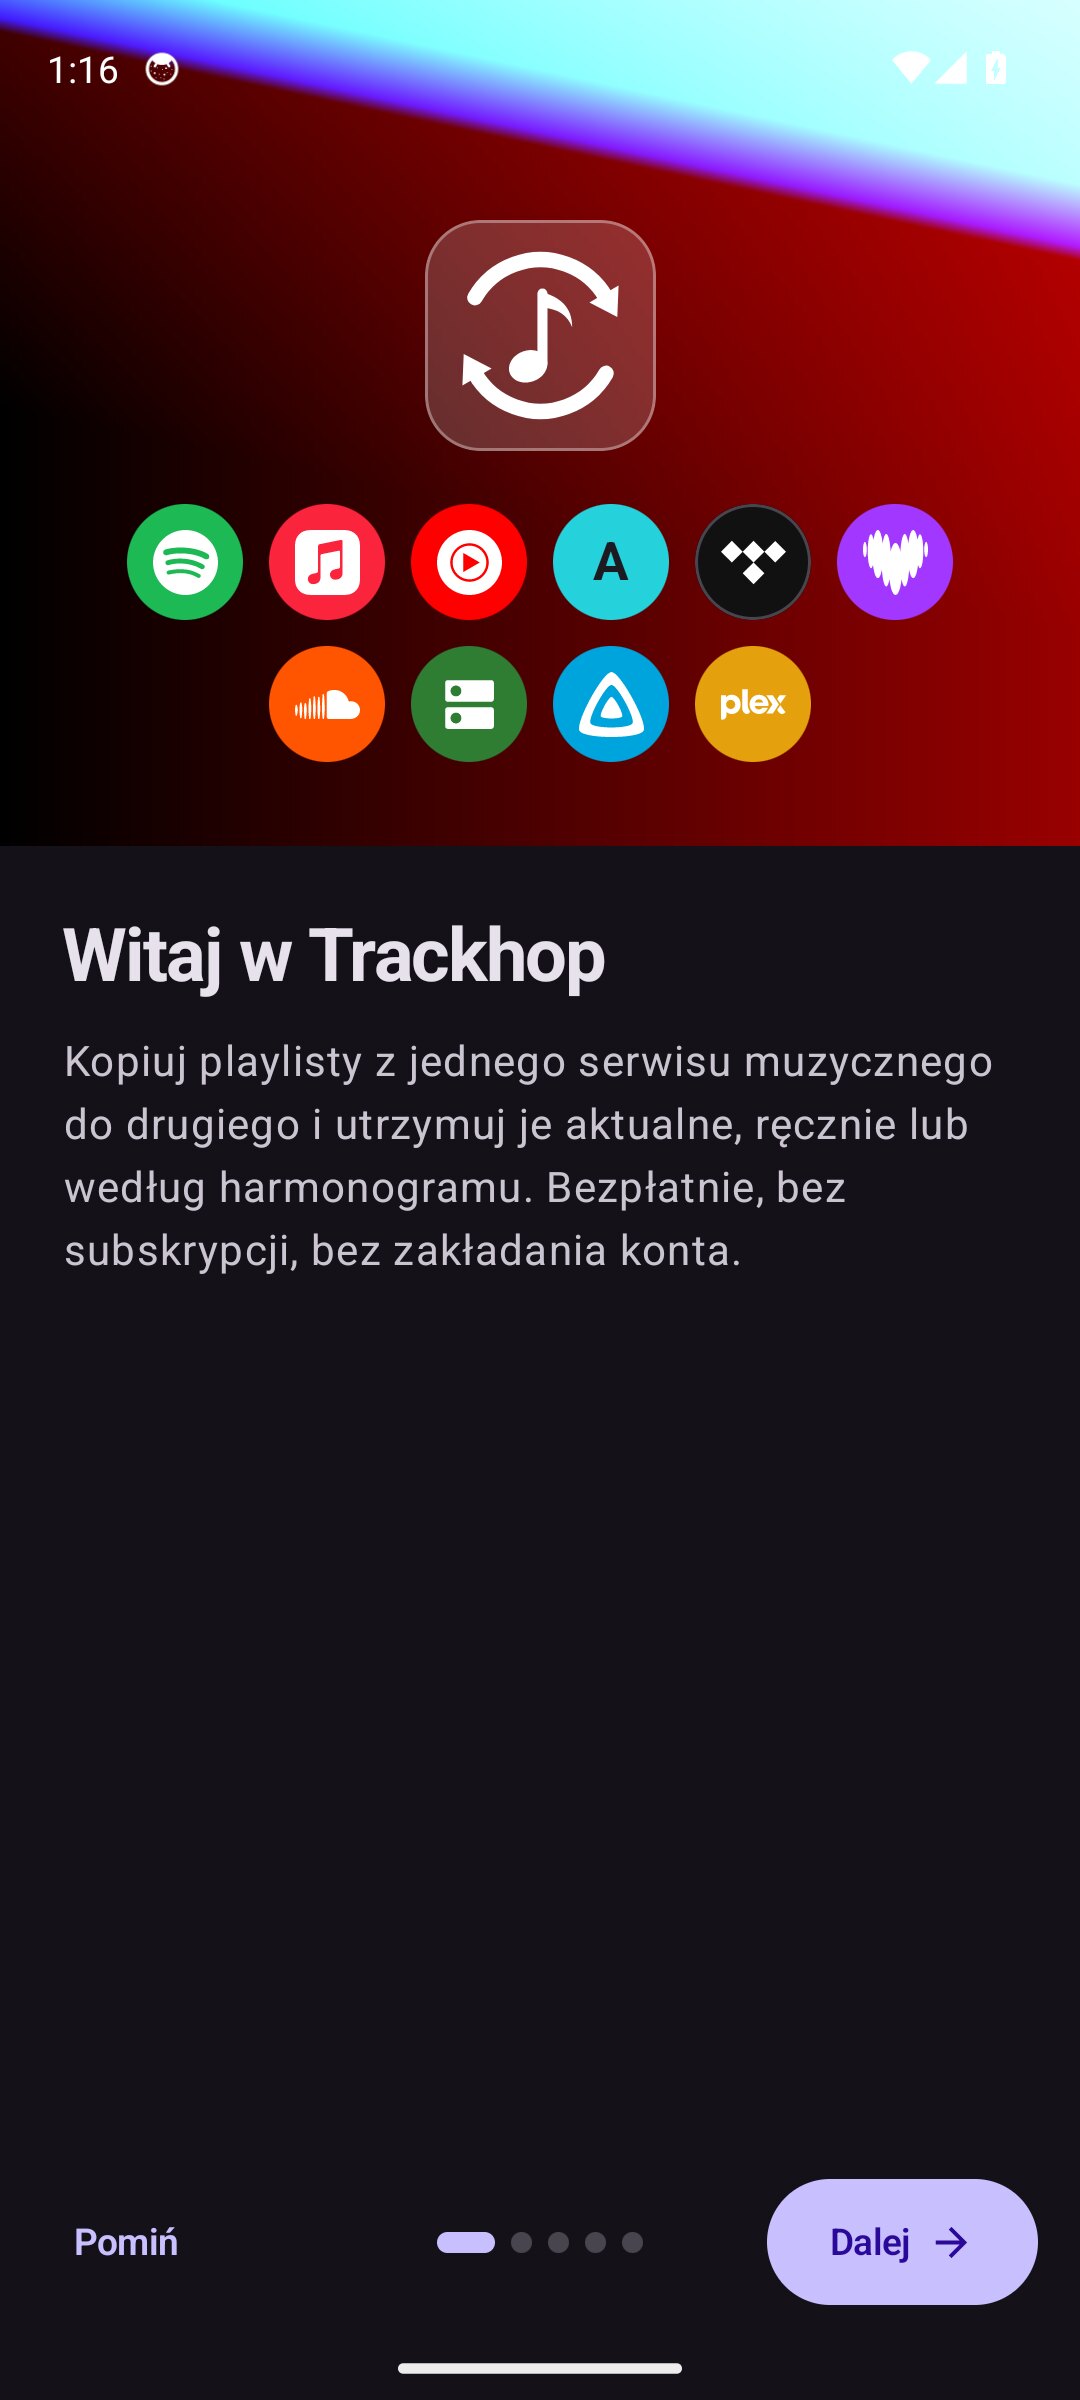 1:16
A
plex
Witaj w Trackhop
Kopiuj playlisty z jednego serwisu muzycznego
do drugiego i utrzymuj je aktualne, ręcznie lub
według harmonogramu. Bezpłatnie, bez
subskrypcji, bez zakładania konta.
Pomiń
Dalej